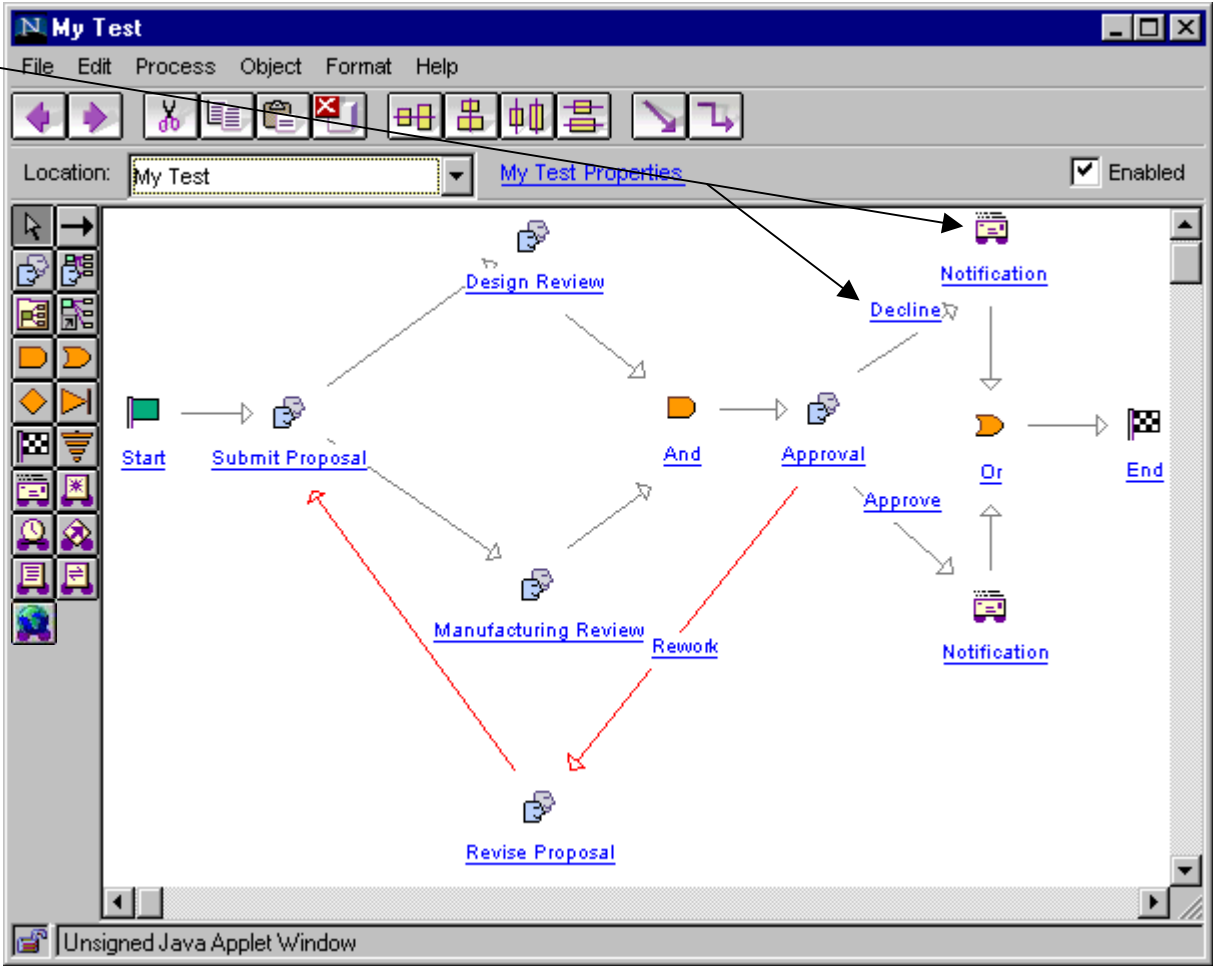 N My Test
File Edit Process Object Format Help
Location: My Test My Test Properties Enabled
Design Review
Notification
Decline
Start
Submit Proposal
And
Approval
Or
End
Approve
Manufacturing Review
Rework
Notification
Revise Proposal
Unsigned Java Applet Window